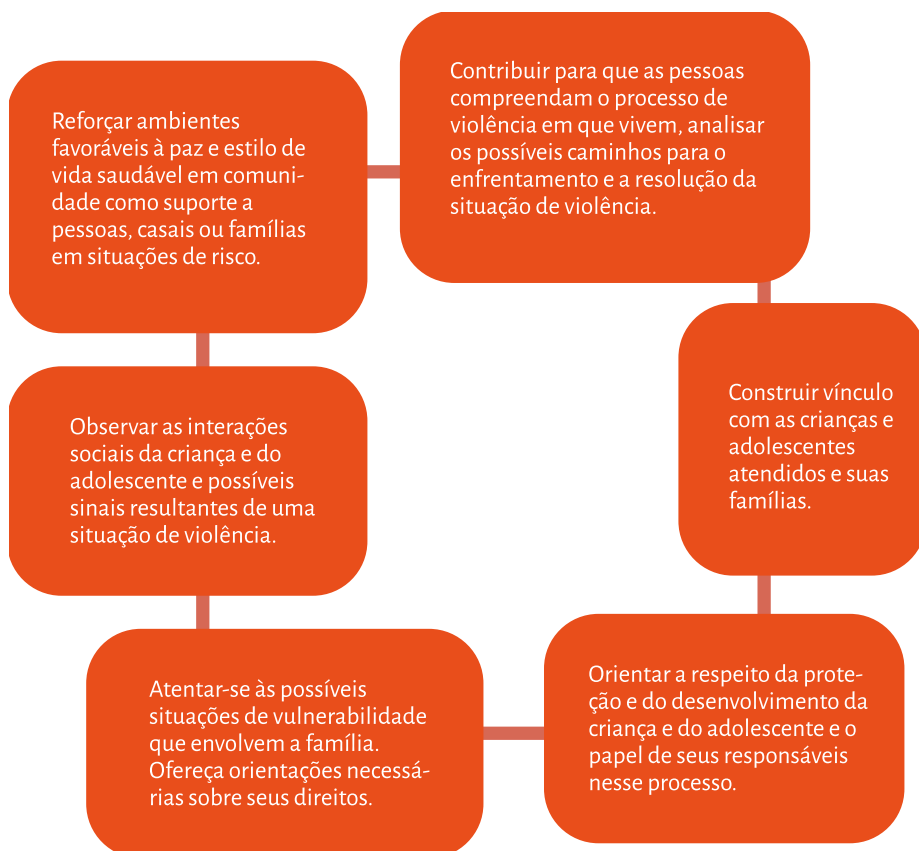 Reforçar ambientes
favoráveis à paz e estilo de
vida saudável em comuni-
dade como suporte a
pessoas, casais ou famílias
em situações de risco.
Contribuir para que as pessoas
compreendam o processo de
violência em que vivem, analisar
os possíveis caminhos para o
enfrentamento e a resolução da
situação de violência.
Construir vínculo
com as crianças e
adolescentes
atendidos e suas
famílias.
Orientar a respeito da prote-
ção e do desenvolvimento da
criança e do adolescente e o
papel de seus responsáveis
nesse processo.
Atentar-se às possíveis
situações de vulnerabilidade
que envolvem a família.
Ofereça orientações necessá-
rias sobre seus direitos.
Observar as interações
sociais da criança e do
adolescente e possíveis
sinais resultantes de uma
situação de violência.